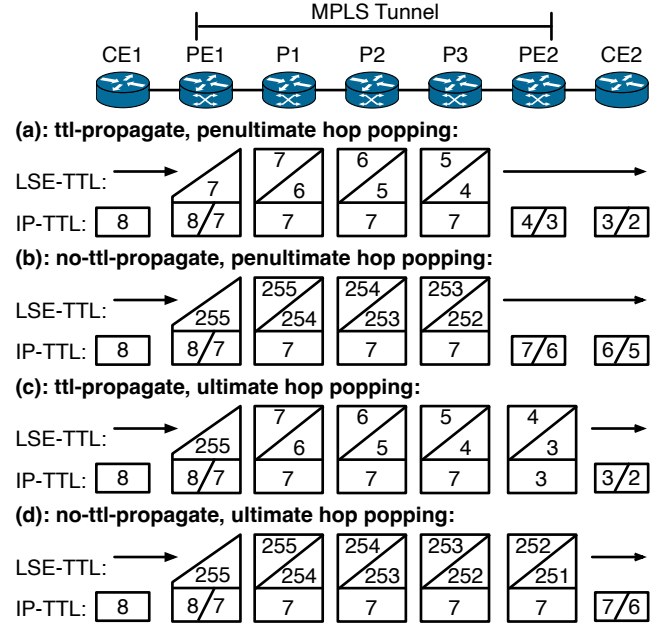 MPLS Tunnel
CE1 PE1 P1 P2 P3 PE2 CE2
(a): ttl-propagate, penultimate hop popping:
7 6 5
LSE-TTL: 7 6 5 4
IP-TTL: 8 8/7 7 7 7 4/3 3/2
(b): no-ttl-propagate, penultimate hop popping:
255 254 253
LSE-TTL: 255 254 253 252
IP-TTL: 8 8/7 7 7 7 7/6 6/5
(c): ttl-propagate, ultimate hop popping:
7 6 5 4
LSE-TTL: 255 6 5 4 3
IP-TTL: 8 8/7 7 7 7 3 3/2
(d): no-ttl-propagate, ultimate hop popping:
255 254 253 252
LSE-TTL: 255 254 253 252 251
IP-TTL: 8 8/7 7 7 7 7 7/6